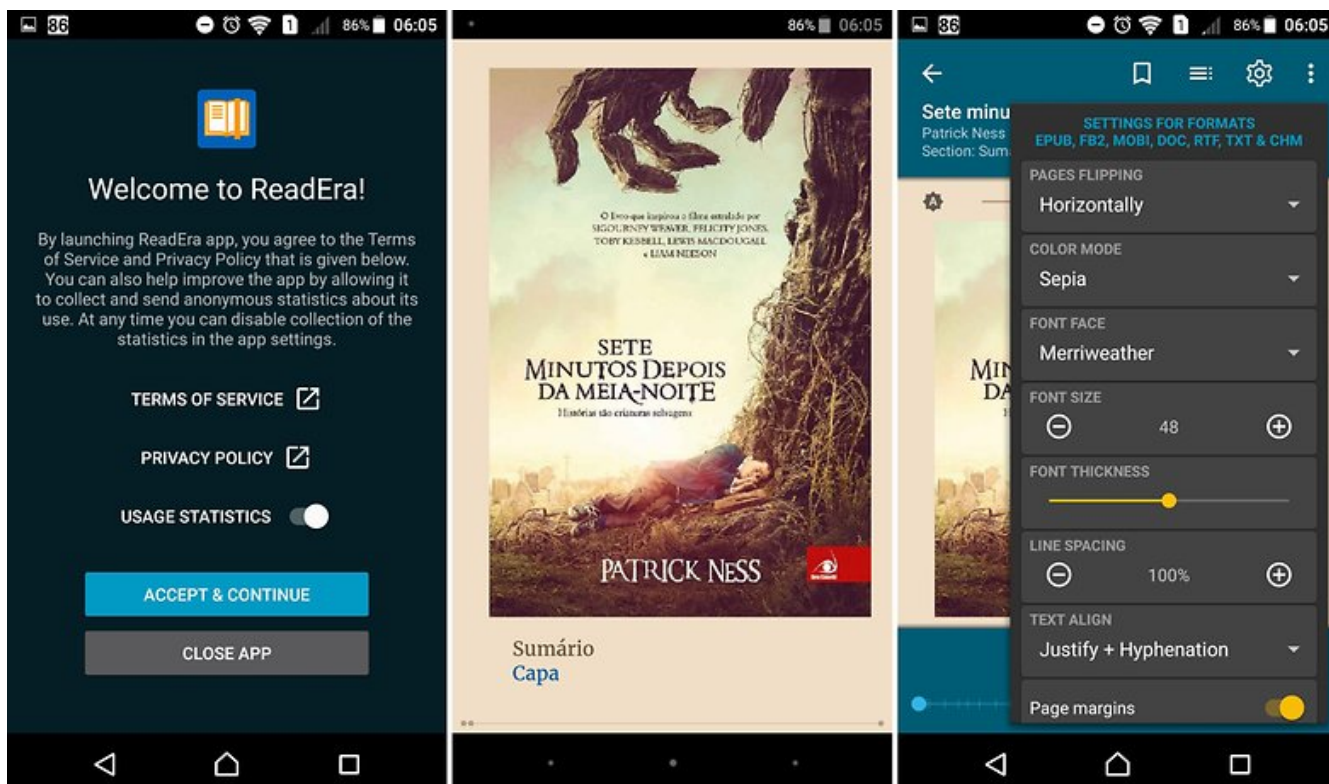 86
1
86%
06:05
Welcome to ReadEra!
By launching ReadEra app, you agree to the Terms
of Service and Privacy Policy that is given below.
You can also help improve the app by allowing it
to collect and send anonymous statistics about its
use. At any time you can disable collection of the
statistics in the app settings.
TERMS OF SERVICE
PRIVACY POLICY
USAGE STATISTICS
ACCEPT & CONTINUE
CLOSE APP
86%
06:05
O livro que inspirou o filme estrelado por
SIGOURNEY WEAVER, FELICITY JONES,
TOBY KEBBELL, LEWIS MACDOUGALL
e LIAM NEESON
SETE
MINUTOS DEPOIS
DA MEIA-NOITE
Histórias são criaturas selvagens
PATRICK NESS
Sumário
Capa
86
1
86%
06:05
Sete minu
Patrick Ness
Section: Sum
A
MIN
DA
SETTINGS FOR FORMATS
EPUB, FB2, MOBI, DOC, RTF, TXT & CHM
PAGES FLIPPING
Horizontally
COLOR MODE
Sepia
FONT FACE
Merriweather
FONT SIZE
48
FONT THICKNESS
LINE SPACING
100%
TEXT ALIGN
Justify + Hyphenation
Page margins